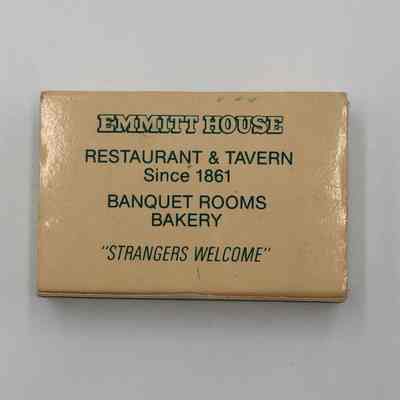 EMMITT HOUSE
RESTAURANT & TAVERN
Since 1861
BANQUET ROOMS
BAKERY
"STRANGERS WELCOME"